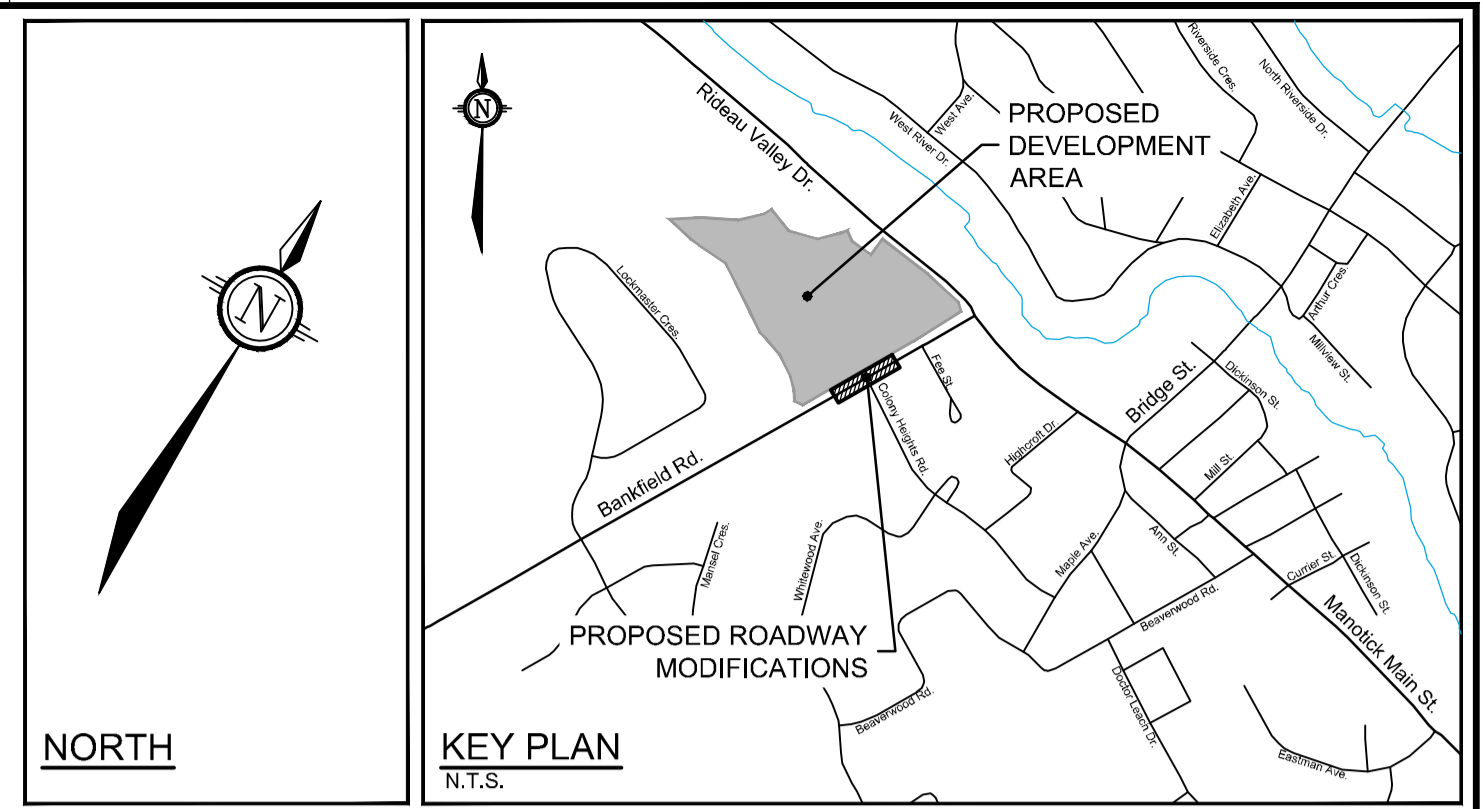 N
NORTH
N
Rideau Valley Dr.
West River Dr.
West Ave.
Riverside Cres.
North Riverside Dr.
PROPOSED
DEVELOPMENT
AREA
Elizabeth Ave.
Arthur Cres.
Millview St.
Lockmaster Cres.
Fee St.
Colony Heights Rd.
Bridge St.
Dickinson St.
Highcroft Dr.
Mill St.
Bankfield Rd.
Mansel Cres.
Whitewood Ave.
Maple Ave.
Ann St.
Currier St.
Dickinson St.
Beaverwood Rd.
Manotick Main St.
PROPOSED ROADWAY
MODIFICATIONS
Beaverwood Rd.
Doctor Leach Dr.
Eastman Ave.
KEY PLAN
N.T.S.